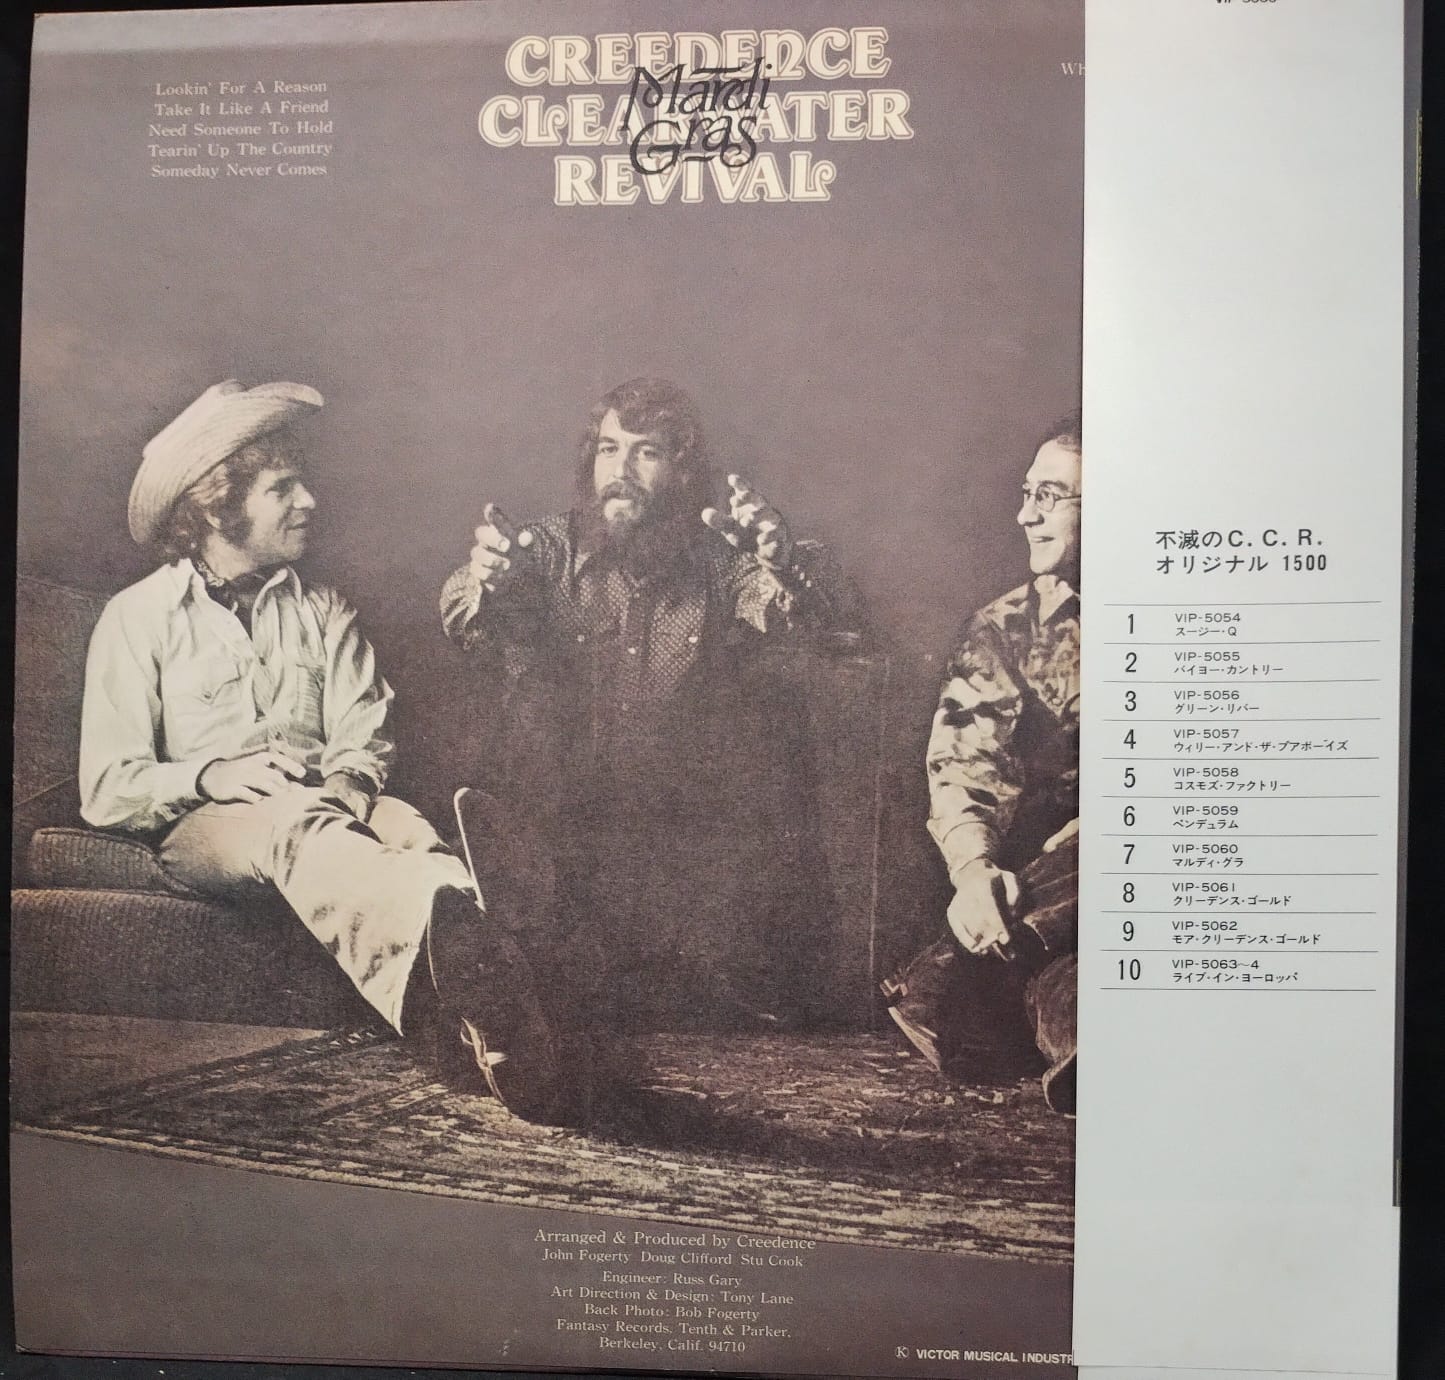 Lookin' For A Reason
Take It Like A Friend
Need Someone To Hold
Tearin' Up The Country
Someday Never Comes
CREEDENCE
CLEARWATER
REVIVAL
Mardi
Gras
不滅のC.C.R.
オリジナル 1500
1 VIP-5054
スージー・Q
2 VIP-5055
バイヨー・カントリー
3 VIP-5056
グリーン・リバー
4 VIP-5057
ウィリー・アンド・ザ・プアボーイズ
5 VIP-5058
コスモズ・ファクトリー
6 VIP-5059
ペンデュラム
7 VIP-5060
マルディ・グラ
8 VIP-5061
クリーデンス・ゴールド
9 VIP-5062
モア・クリーデンス・ゴールド
10 VIP-5063~4
ライブ・イン・ヨーロッパ
Arranged & Produced by Creedence
John Fogerty Doug Clifford Stu Cook
Engineer: Russ Gary
Art Direction & Design: Tony Lane
Back Photo: Bob Fogerty
Fantasy Records, Tenth & Parker,
Berkeley, Calif. 94710
Ⓚ VICTOR MUSICAL INDUSTR